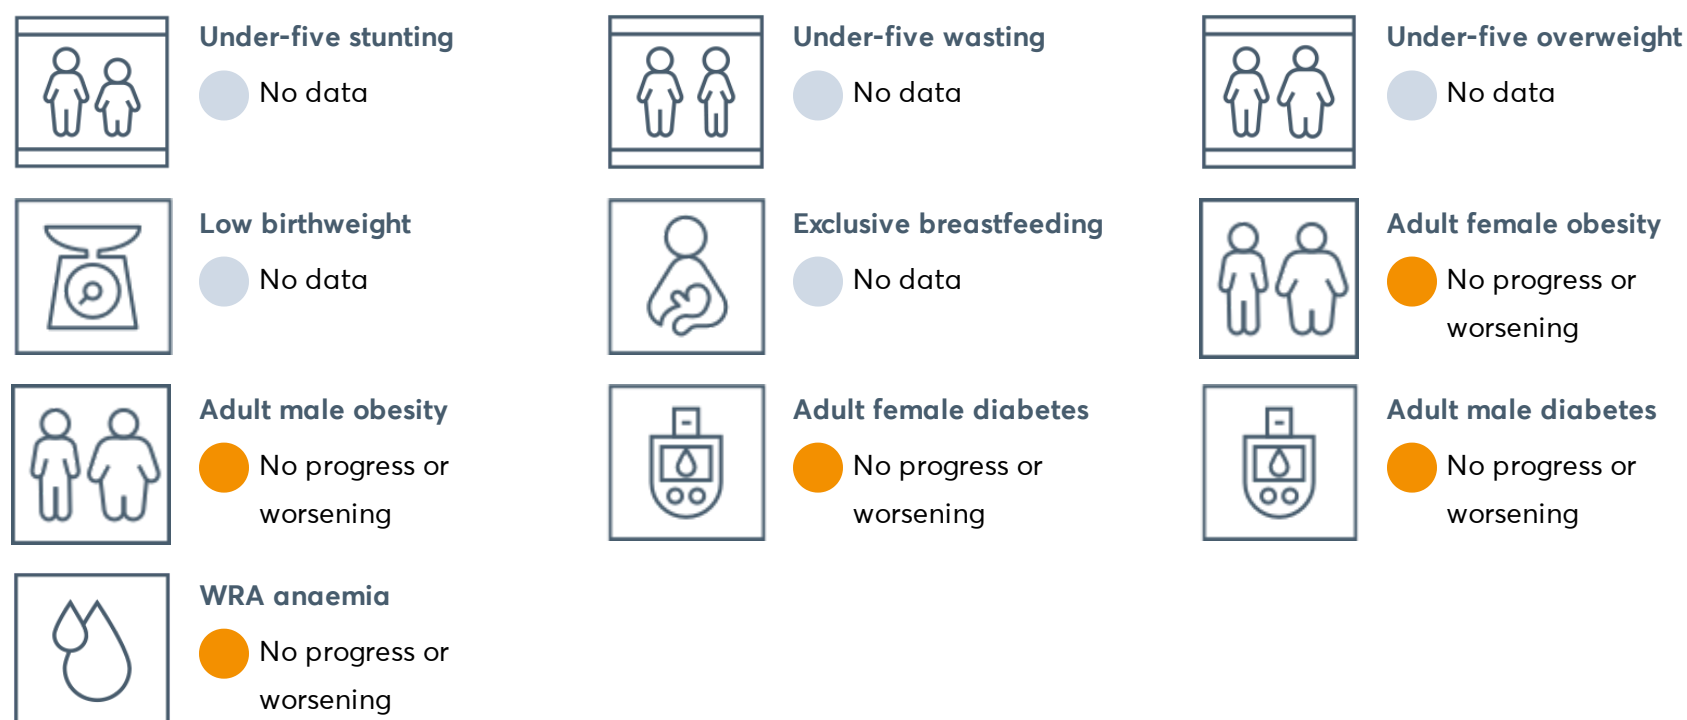 Under-five stunting
No data
Under-five wasting
No data
Under-five overweight
No data
Low birthweight
No data
Exclusive breastfeeding
No data
Adult female obesity
No progress or
worsening
Adult male obesity
No progress or
worsening
Adult female diabetes
No progress or
worsening
Adult male diabetes
No progress or
worsening
WRA anaemia
No progress or
worsening